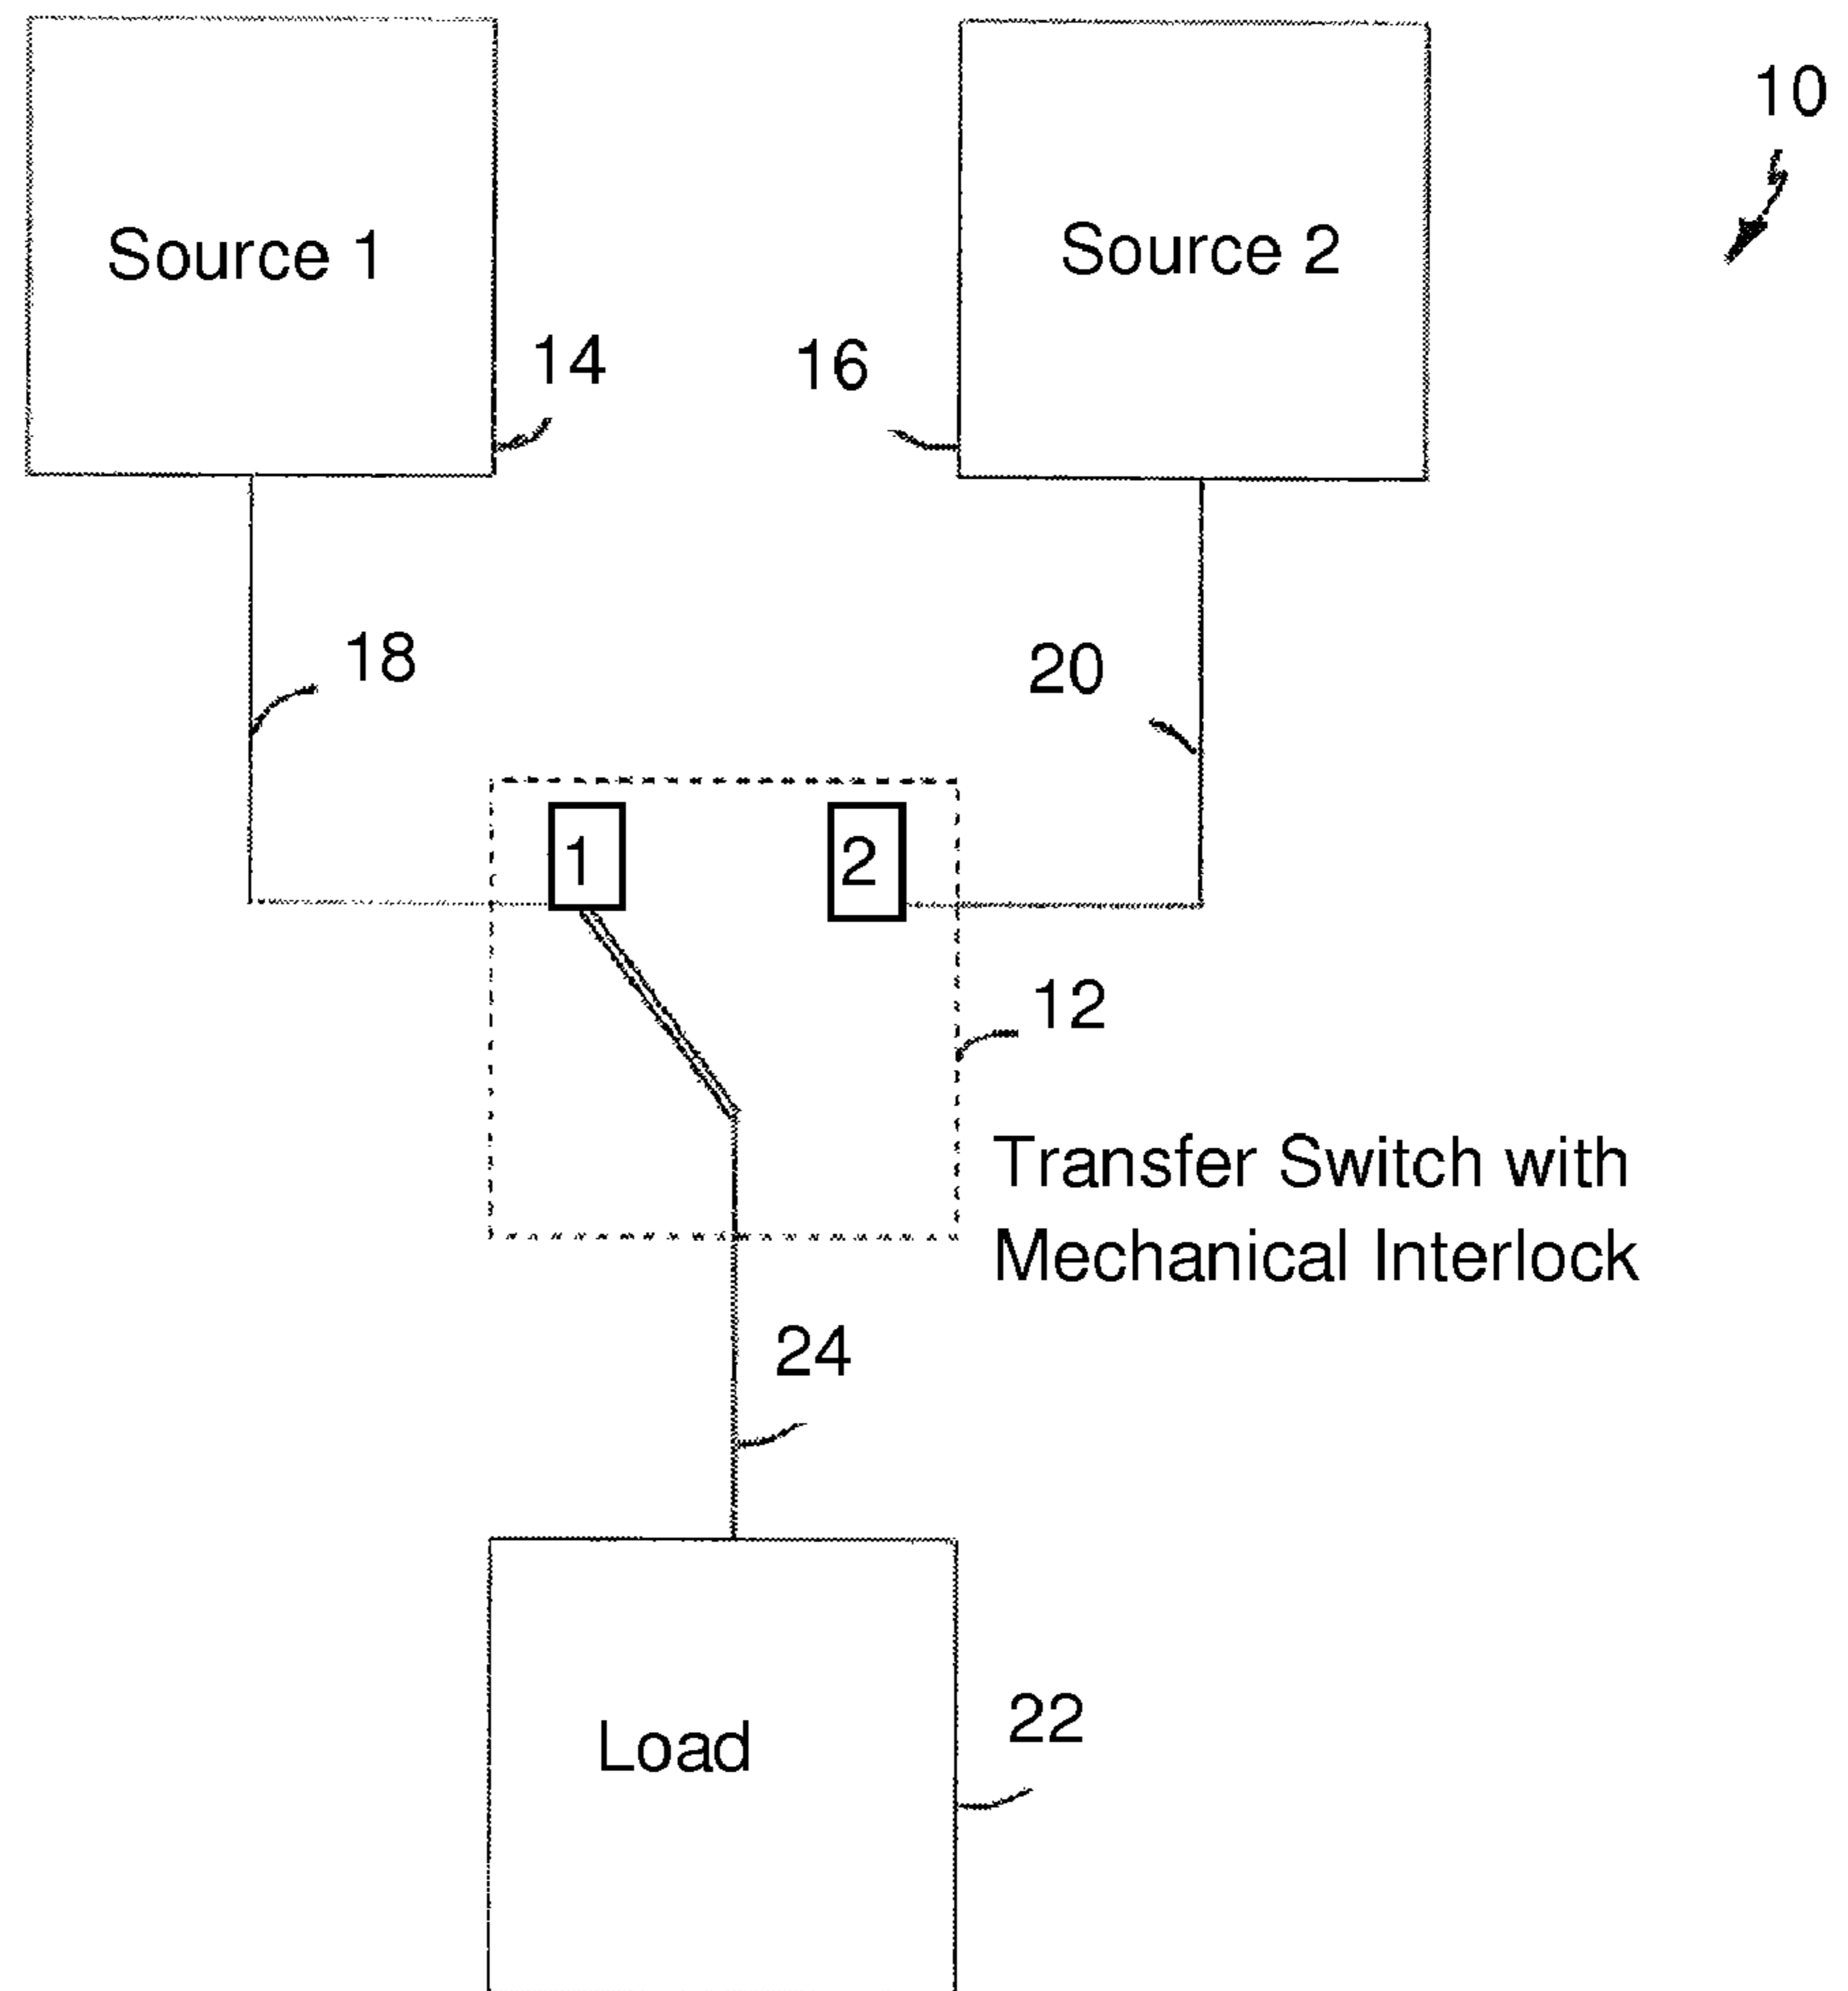 10
Source 1
Source 2
14
16
18
20
1
2
12
Transfer Switch with
Mechanical Interlock
24
Load
22